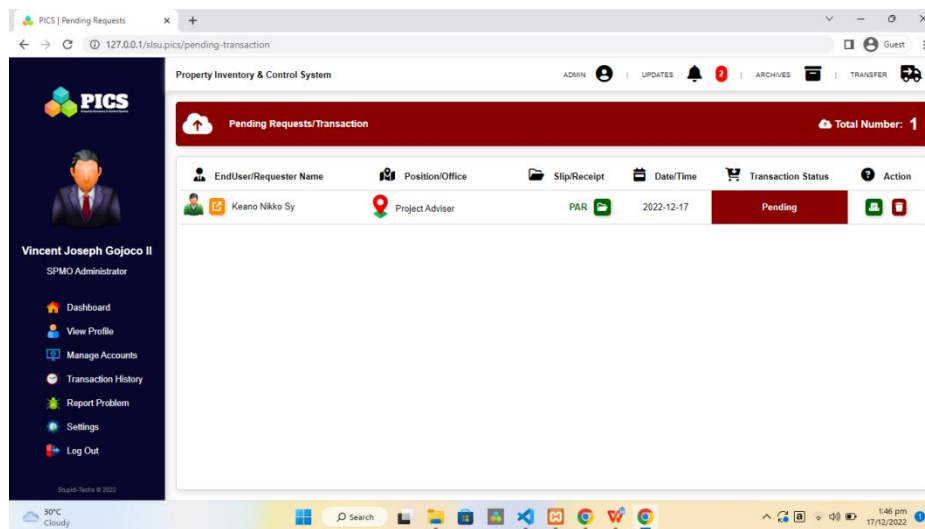 PICS | Pending Requests
127.0.0.1/slsu.pics/pending-transaction
Guest
PICS
Property Inventory & Control System
ADMIN | UPDATES 2 | ARCHIVES | TRANSFER
Pending Requests/Transaction
Total Number: 1
EndUser/Requester Name Position/Office Slip/Receipt Date/Time Transaction Status Action
Keano Nikko Sy Project Adviser PAR 2022-12-17 Pending
Vincent Joseph Gojoco II
SPMO Administrator
Dashboard
View Profile
Manage Accounts
Transaction History
Report Problem
Settings
Log Out
Stupid-Techs © 2022
30°C
Cloudy
Search
1:46 pm
17/12/2022